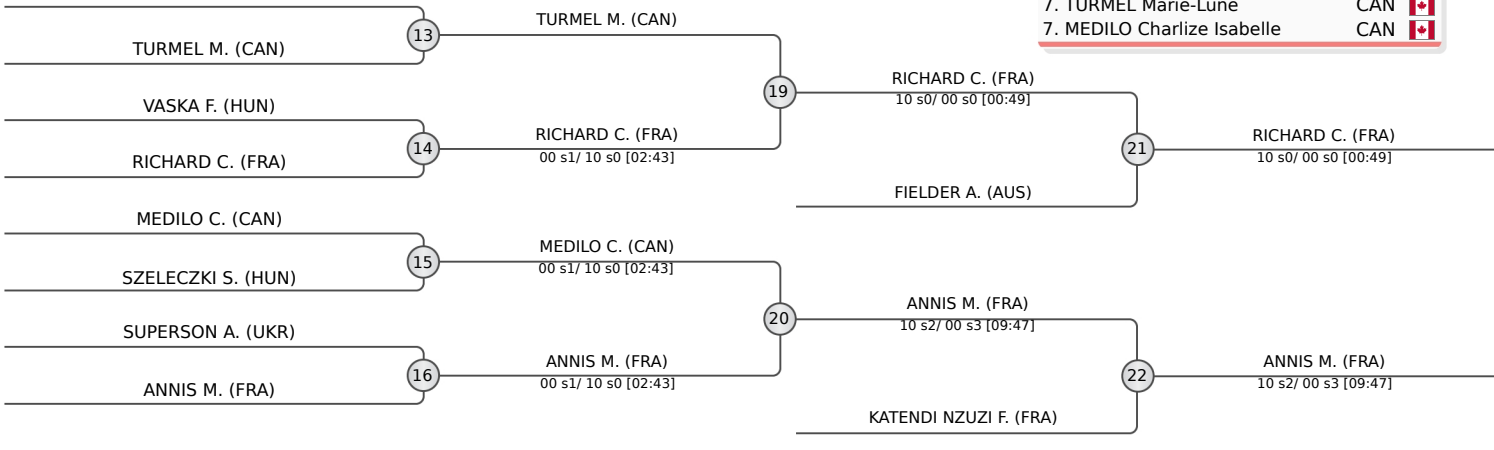 7. TURMEL Marie-Lune CAN
7. MEDILO Charlize Isabelle CAN
13
TURMEL M. (CAN)
TURMEL M. (CAN)
VASKA F. (HUN)
14
RICHARD C. (FRA)
RICHARD C. (FRA)
00 s1/ 10 s0 [02:43]
19
RICHARD C. (FRA)
10 s0/ 00 s0 [00:49]
21
RICHARD C. (FRA)
10 s0/ 00 s0 [00:49]
FIELDER A. (AUS)
MEDILO C. (CAN)
15
SZELECZKI S. (HUN)
MEDILO C. (CAN)
00 s1/ 10 s0 [02:43]
SUPERSON A. (UKR)
16
ANNIS M. (FRA)
ANNIS M. (FRA)
00 s1/ 10 s0 [02:43]
20
ANNIS M. (FRA)
10 s2/ 00 s3 [09:47]
22
ANNIS M. (FRA)
10 s2/ 00 s3 [09:47]
KATENDI NZUZI F. (FRA)